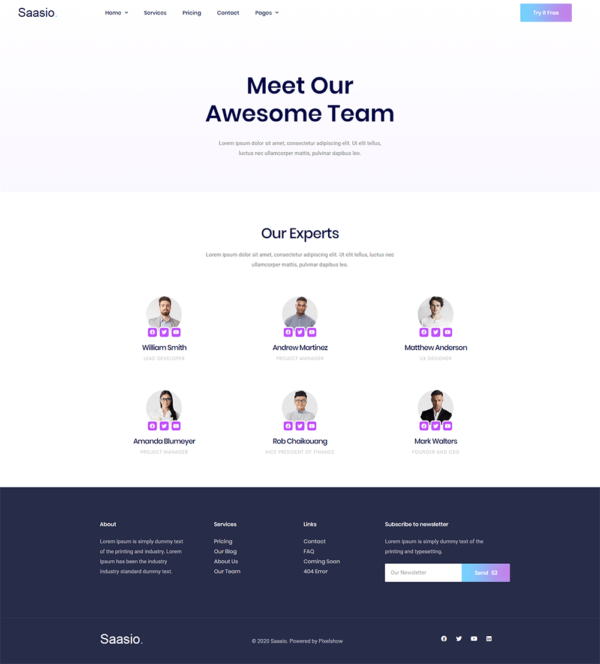 Saasio.
Home Services Pricing Contact Pages
Try It Free
Meet Our
Awesome Team
Lorem ipsum dolor sit amet, consectetur adipiscing elit. Ut elit tellus,
luctus nec ullamcorper mattis, pulvinar dapibus leo.
Our Experts
Lorem ipsum dolor sit amet, consectetur adipiscing elit. Ut elit tellus, luctus nec
ullamcorper mattis, pulvinar dapibus leo.
William Smith
LEAD DEVELOPER
Andrew Martinez
PROJECT MANAGER
Matthew Anderson
UX DESIGNER
Amanda Blumeyer
PROJECT MANAGER
Rob Chaikouang
VICE PRESIDENT OF FINANCE
Mark Walters
FOUNDER AND CEO
About
Lorem Ipsum is simply dummy text
of the printing and industry. Lorem
Ipsum has been the industry
industry standard dummy text.
Services
Pricing
Our Blog
About Us
Our Team
Links
Contact
FAQ
Coming Soon
404 Error
Subscribe to newsletter
Lorem Ipsum is simply dummy text of the
printing and typesetting.
Our Newsletter
Send
Saasio.
© 2020 Saasio. Powered by Pixelshow